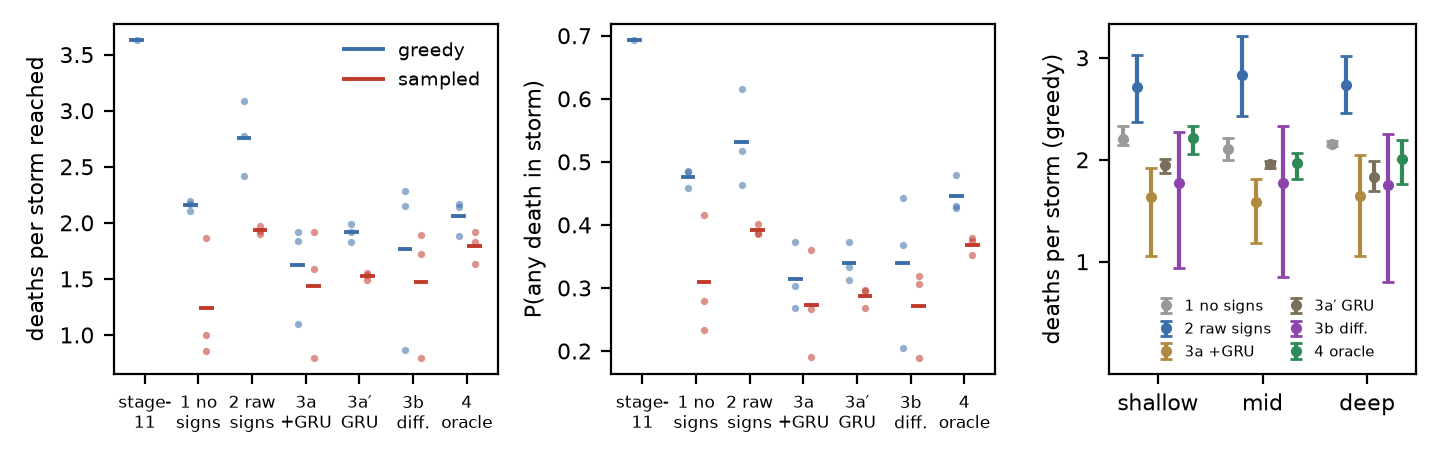 deaths per storm reached
3.5
3.0
2.5
2.0
1.5
1.0
greedy
sampled
stage-
11
1 no
signs
2 raw
signs
3a
+GRU
3a′
GRU
3b
diff.
4
oracle
P(any death in storm)
0.7
0.6
0.5
0.4
0.3
0.2
stage-
11
1 no
signs
2 raw
signs
3a
+GRU
3a′
GRU
3b
diff.
4
oracle
deaths per storm (greedy)
3
2
1
1 no signs
2 raw signs
3a +GRU
3a′ GRU
3b diff.
4 oracle
shallow
mid
deep